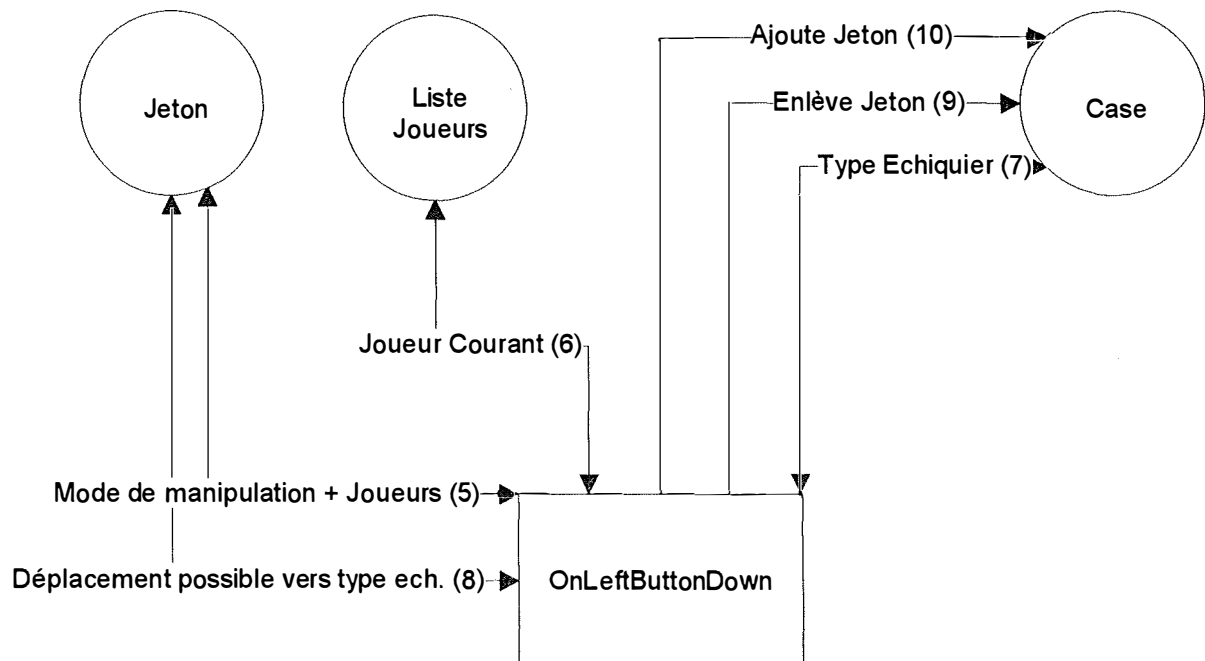 Ajoute Jeton (10)
Jeton
Liste
Joueurs
Enlève Jeton (9)
Case
Type Echiquier (7)
Joueur Courant (6)
Mode de manipulation + Joueurs (5)
Déplacement possible vers type ech. (8)
OnLeftButtonDown